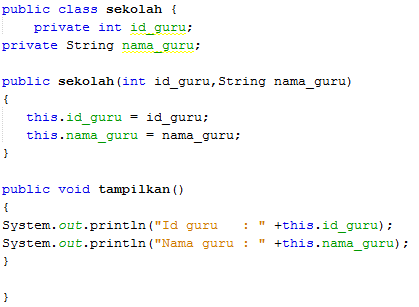 public class sekolah {
    private int id_guru;
private String nama_guru;

public sekolah(int id_guru,String nama_guru)
{
   this.id_guru = id_guru;
   this.nama_guru = nama_guru;
}

public void tampilkan()
{
System.out.println("Id guru   : " +this.id_guru);
System.out.println("Nama guru : " +this.nama_guru);
}

}